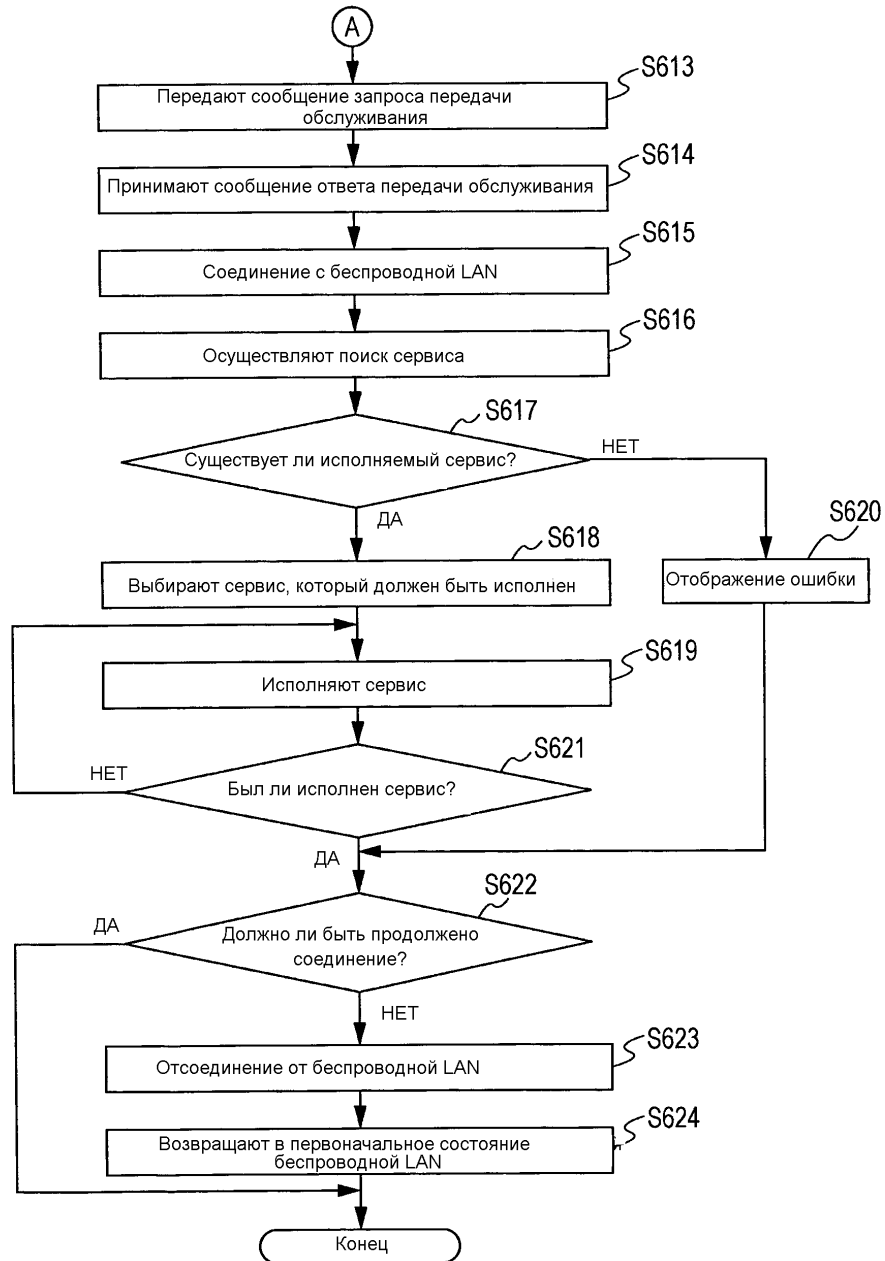 A
S613
Передают сообщение запроса передачи
обслуживания
S614
Принимают сообщение ответа передачи обслуживания
S615
Соединение с беспроводной LAN
S616
Осуществляют поиск сервиса
S617
Существует ли исполняемый сервис?
НЕТ
ДА
S618
S620
Выбирают сервис, который должен быть исполнен
Отображение ошибки
S619
Исполняют сервис
S621
НЕТ
Был ли исполнен сервис?
ДА
S622
ДА
Должно ли быть продолжено
соединение?
НЕТ
S623
Отсоединение от беспроводной LAN
S624
Возвращают в первоначальное состояние
беспроводной LAN
Конец